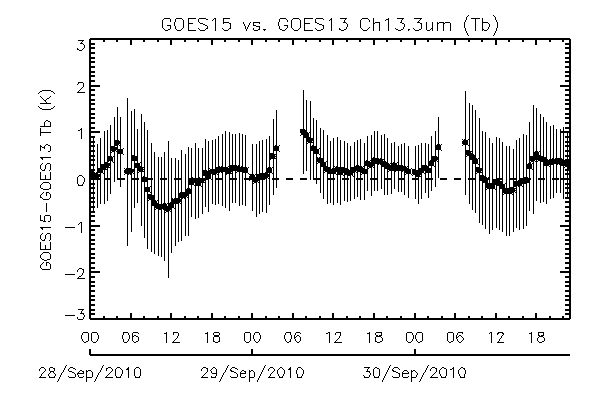 GOES15 vs. GOES13 Ch13.3um (Tb)
GOES15-GOES13 Tb (K)
3
2
1
0
-1
-2
-3
00 06 12 18 00 06 12 18 00 06 12 18
28/Sep/2010 29/Sep/2010 30/Sep/2010